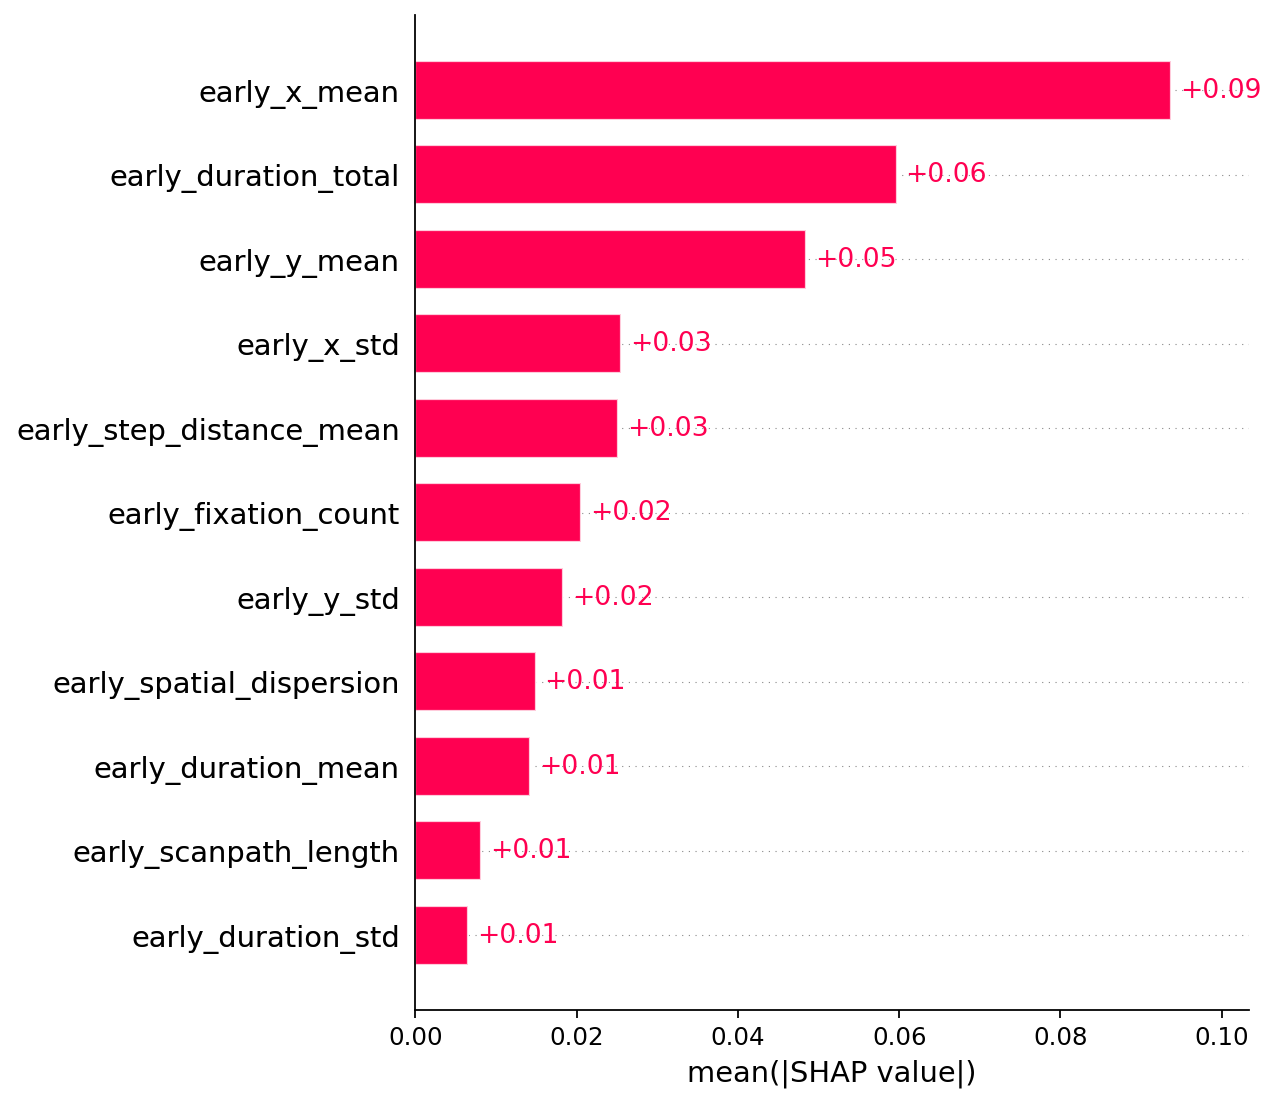 early_x_mean +0.09
early_duration_total +0.06
early_y_mean +0.05
early_x_std +0.03
early_step_distance_mean +0.03
early_fixation_count +0.02
early_y_std +0.02
early_spatial_dispersion +0.01
early_duration_mean +0.01
early_scanpath_length +0.01
early_duration_std +0.01
0.00 0.02 0.04 0.06 0.08 0.10
mean(|SHAP value|)